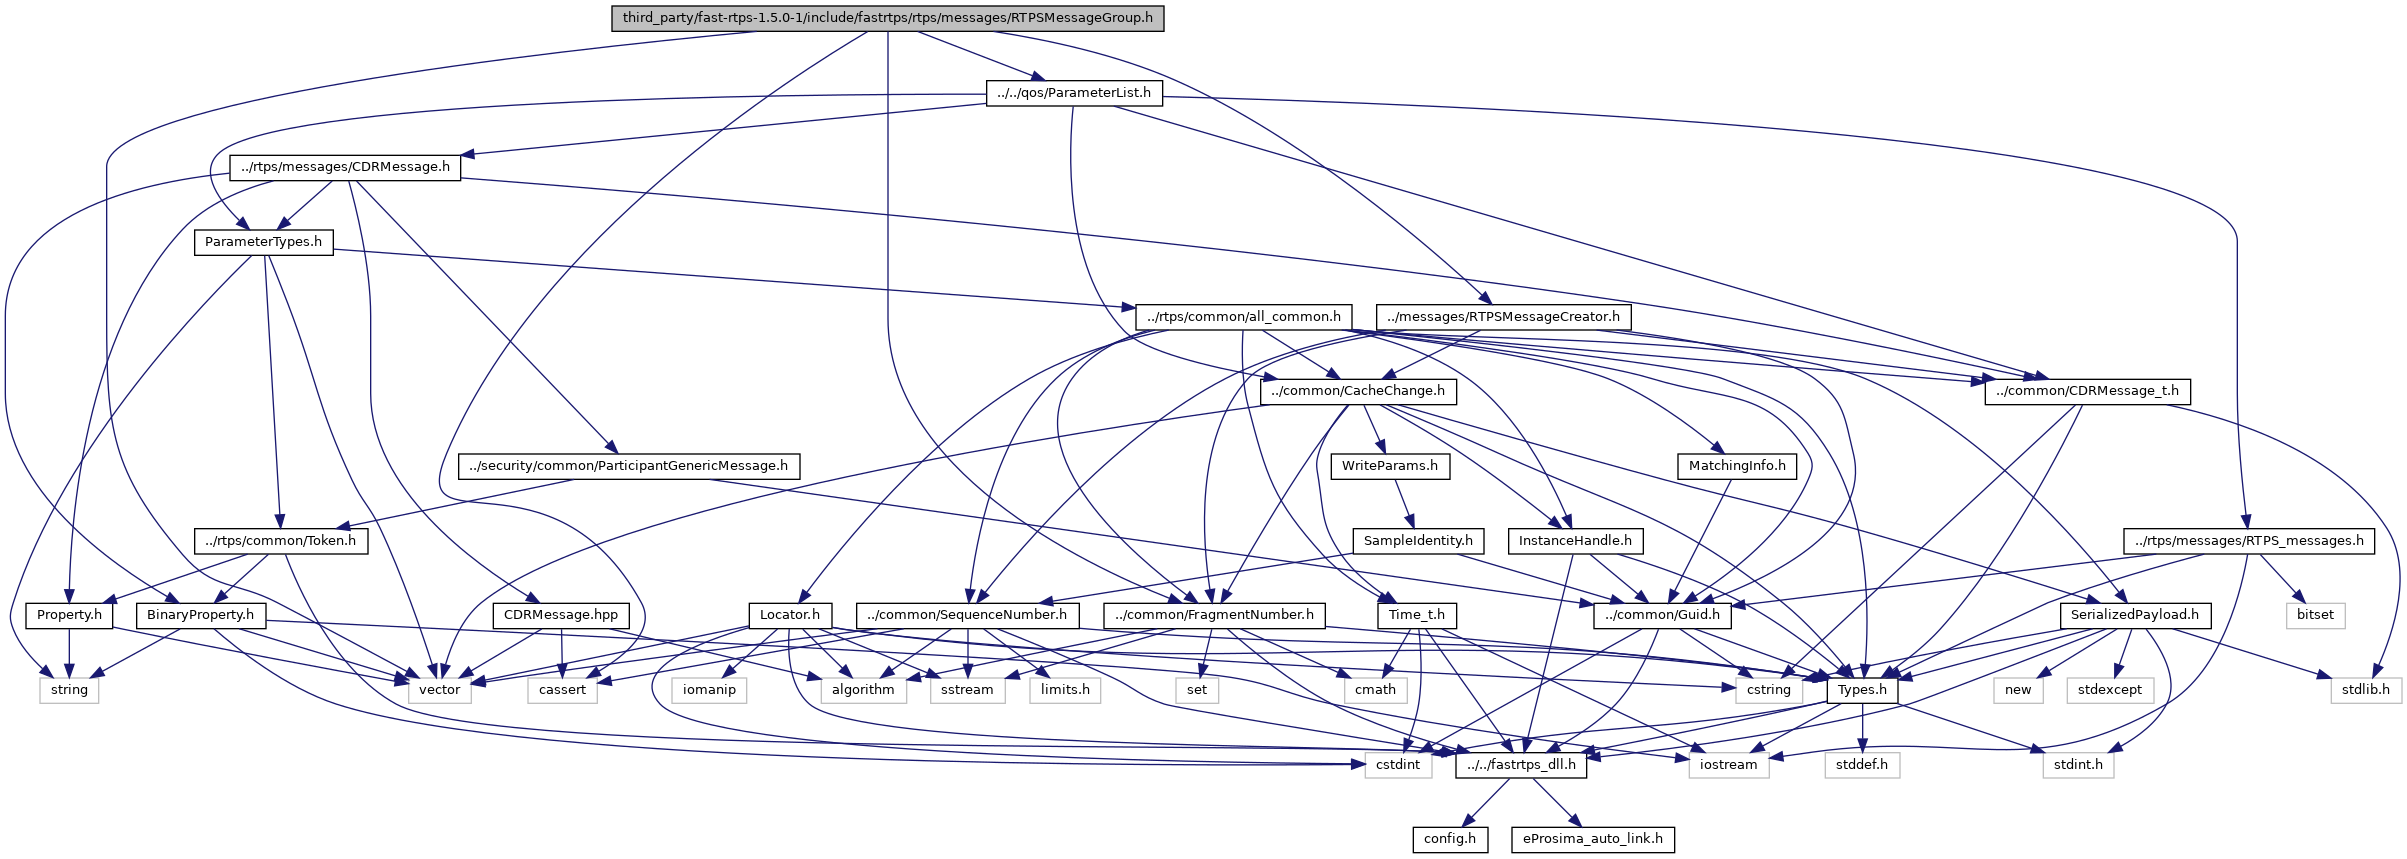 third_party/fast-rtps-1.5.0-1/include/fastrtps/rtps/messages/RTPSMessageGroup.h
../../qos/ParameterList.h
../rtps/messages/CDRMessage.h
ParameterTypes.h
../rtps/common/all_common.h
../messages/RTPSMessageCreator.h
../common/CacheChange.h
../common/CDRMessage_t.h
../security/common/ParticipantGenericMessage.h
WriteParams.h
MatchingInfo.h
../rtps/common/Token.h
SampleIdentity.h
InstanceHandle.h
../rtps/messages/RTPS_messages.h
Property.h
BinaryProperty.h
CDRMessage.hpp
Locator.h
../common/SequenceNumber.h
../common/FragmentNumber.h
Time_t.h
../common/Guid.h
SerializedPayload.h
bitset
string
vector
cassert
iomanip
algorithm
sstream
limits.h
set
cmath
cstring
Types.h
new
stdexcept
stdlib.h
cstdint
../../fastrtps_dll.h
iostream
stddef.h
stdint.h
config.h
eProsima_auto_link.h